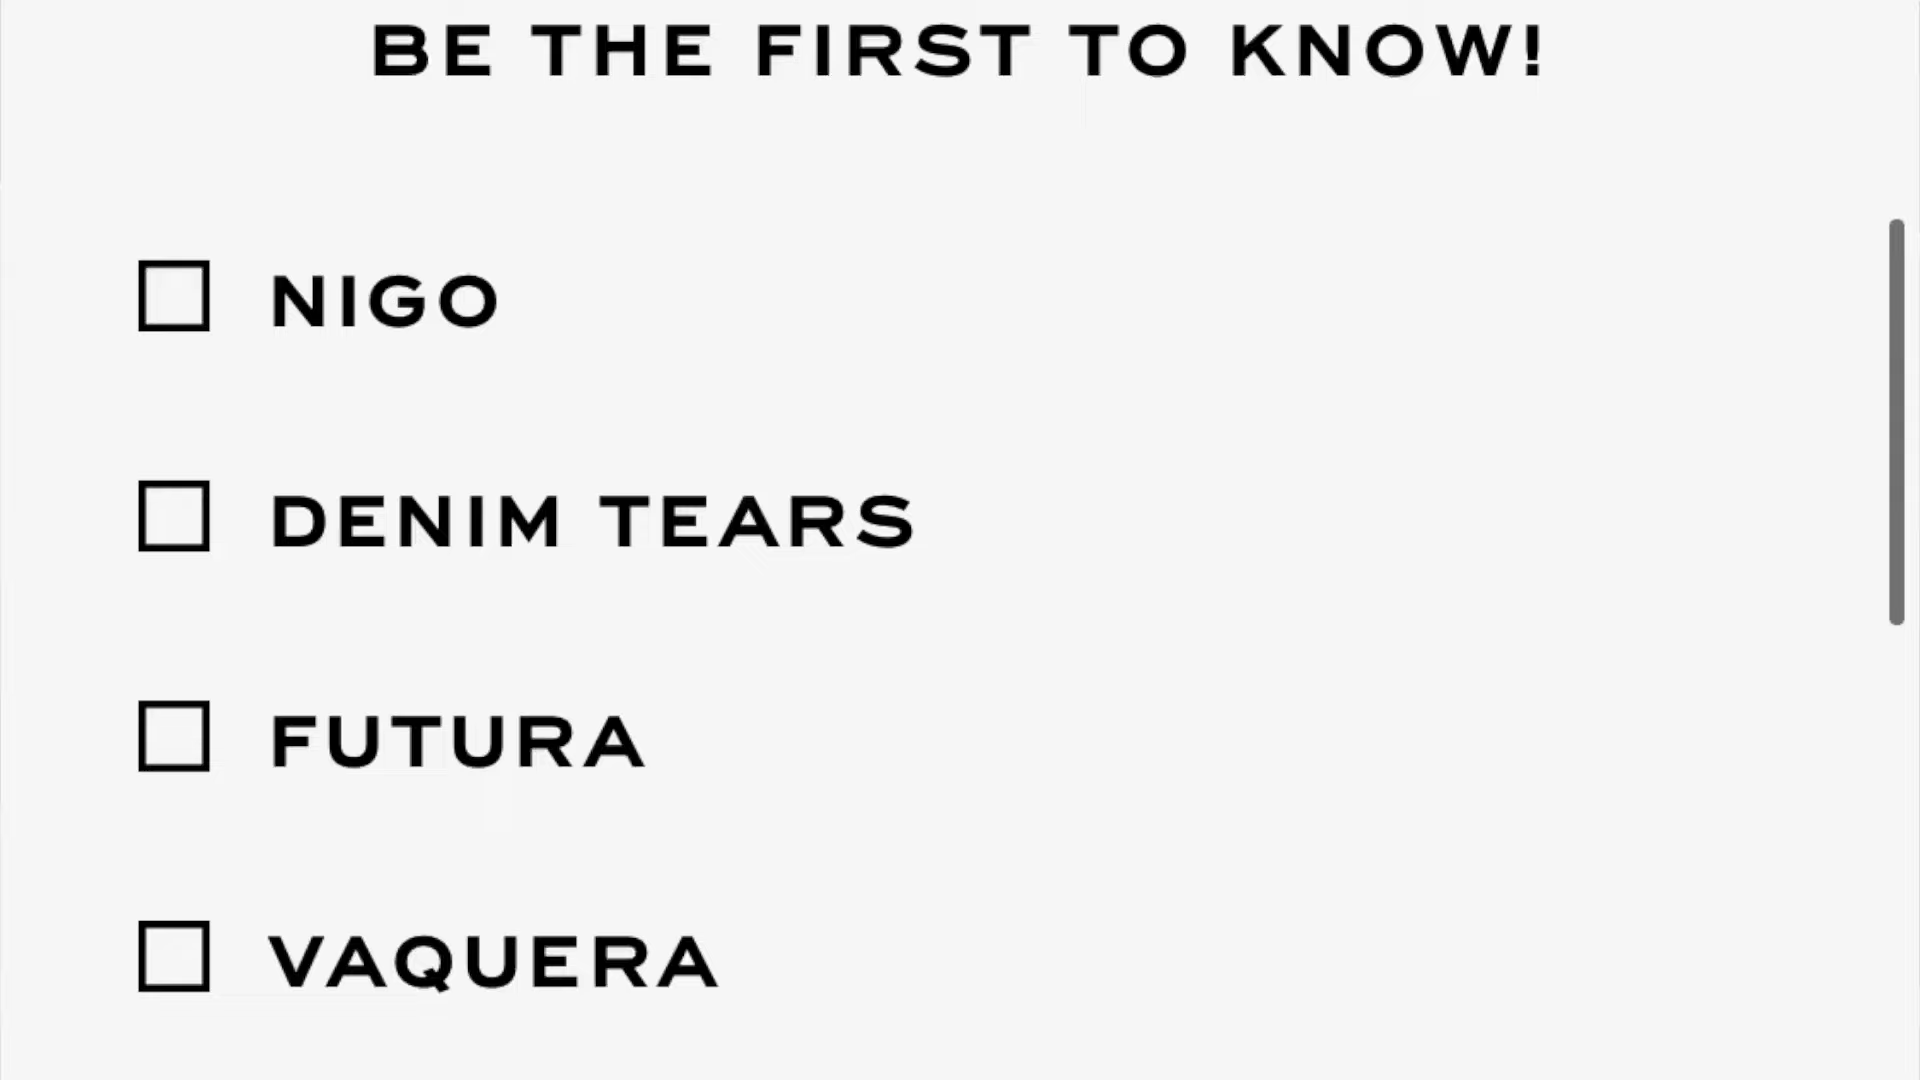 BE THE FIRST TO KNOW!
NIGO
DENIM TEARS
FUTURA
VAQUERA